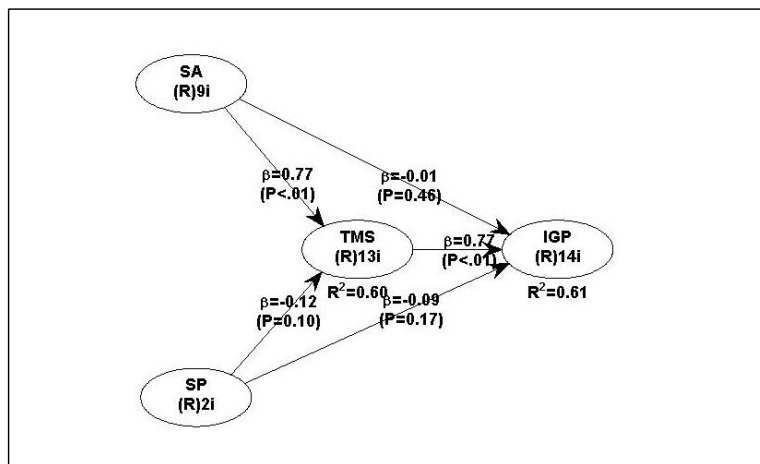 SA
(R)9i
β=0.77
(P<.01)
β=-0.01
(P=0.46)
TMS
(R)13i
β=0.77
(P<.01)
IGP
(R)14i
R²=0.60
R²=0.61
β=-0.12
(P=0.10)
β=-0.09
(P=0.17)
SP
(R)2i